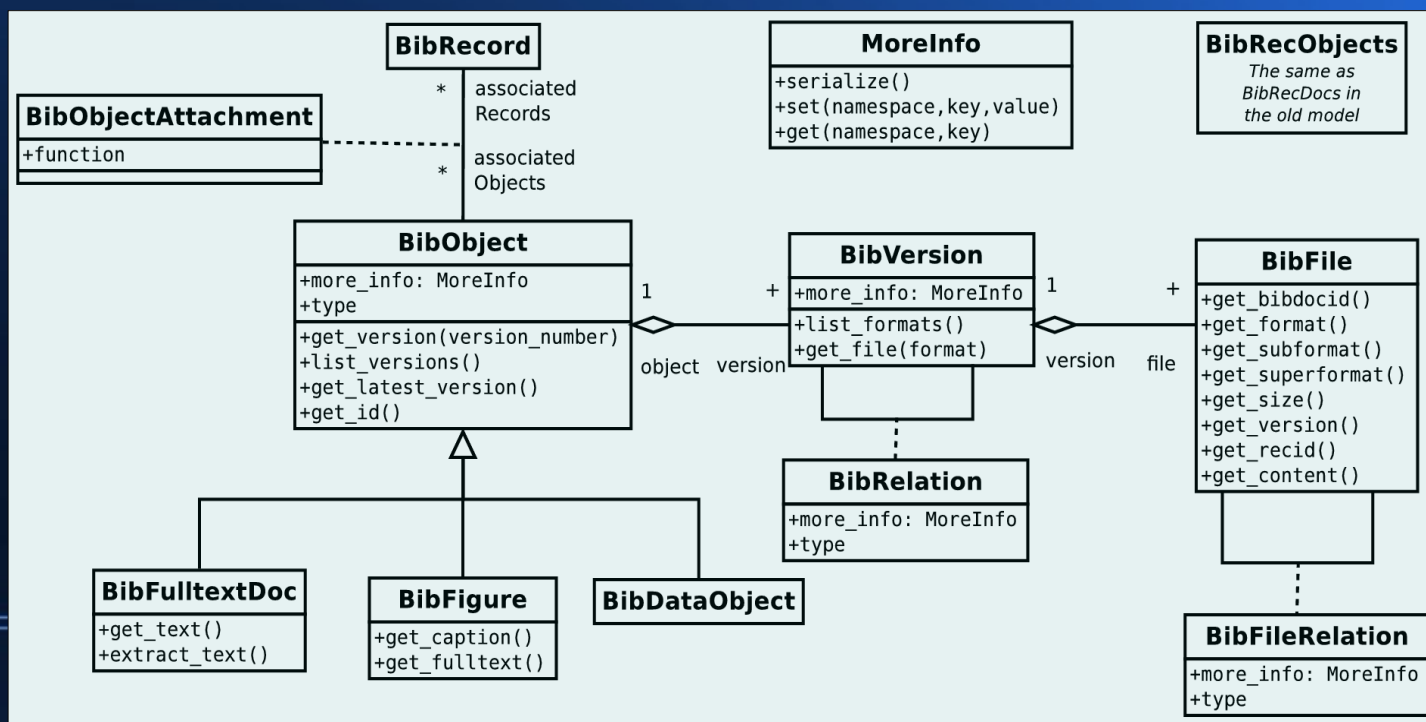 BibRecord
*
associated
Records
*
associated
Objects
MoreInfo
+serialize()
+set(namespace,key,value)
+get(namespace,key)
BibRecObjects
The same as
BibRecDocs in
the old model
BibObjectAttachment
+function
BibObject
+more_info: MoreInfo
+type
+get_version(version_number)
+list_versions()
+get_latest_version()
+get_id()
1
+
object
version
BibVersion
+more_info: MoreInfo
+list_formats()
+get_file(format)
1
+
version
file
BibFile
+get_bibdocid()
+get_format()
+get_subformat()
+get_superformat()
+get_size()
+get_version()
+get_recid()
+get_content()
BibRelation
+more_info: MoreInfo
+type
BibFulltextDoc
+get_text()
+extract_text()
BibFigure
+get_caption()
+get_fulltext()
BibDataObject
BibFileRelation
+more_info: MoreInfo
+type